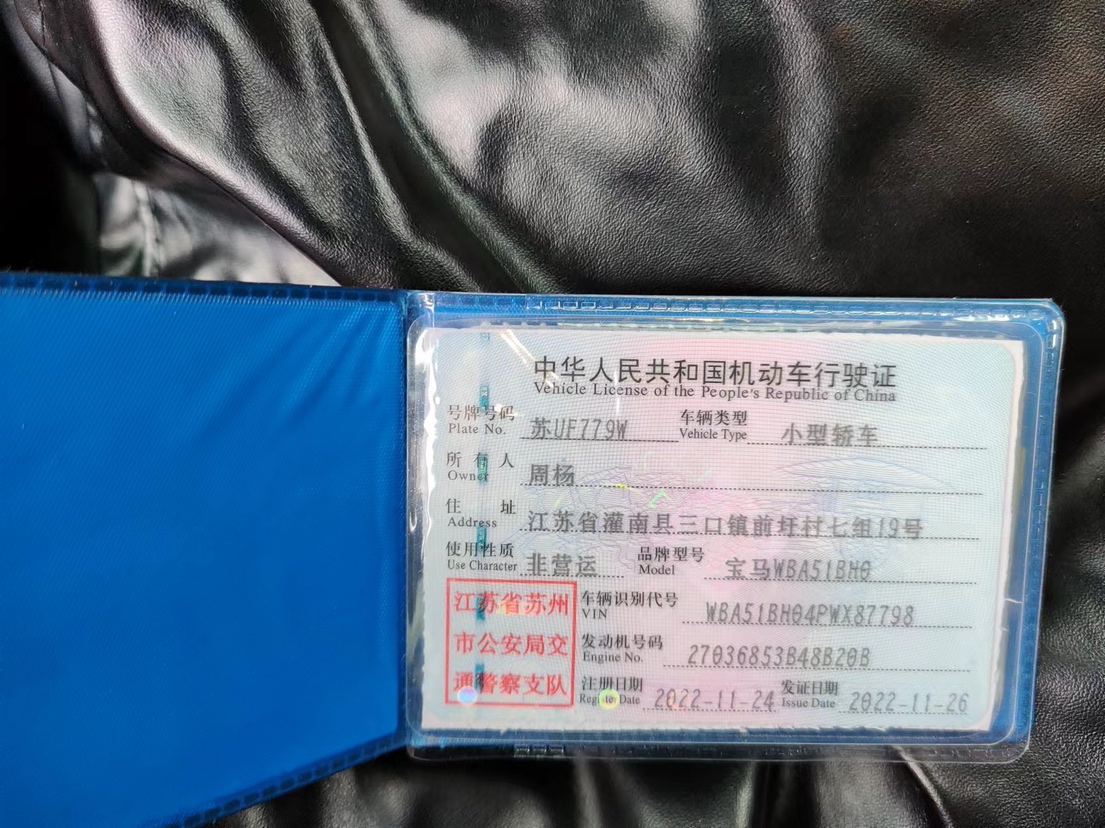 中华人民共和国机动车行驶证
Vehicle License of the People's Republic of China
号牌号码 苏UF779W 车辆类型 小型轿车
Plate No. Vehicle Type
所有人 周杨
Owner
住址 江苏省灌南县三口镇前圩村七组19号
Address
使用性质 非营运 品牌型号 宝马WBA51BH0
Use Character Model
江苏省苏州 车辆识别代号 WBA51BH04PWX87798
VIN
市公安局交 发动机号码 27036853B48B20B
Engine No.
通警察支队 注册日期 2022-11-24 发证日期 2022-11-26
Register Date Issue Date